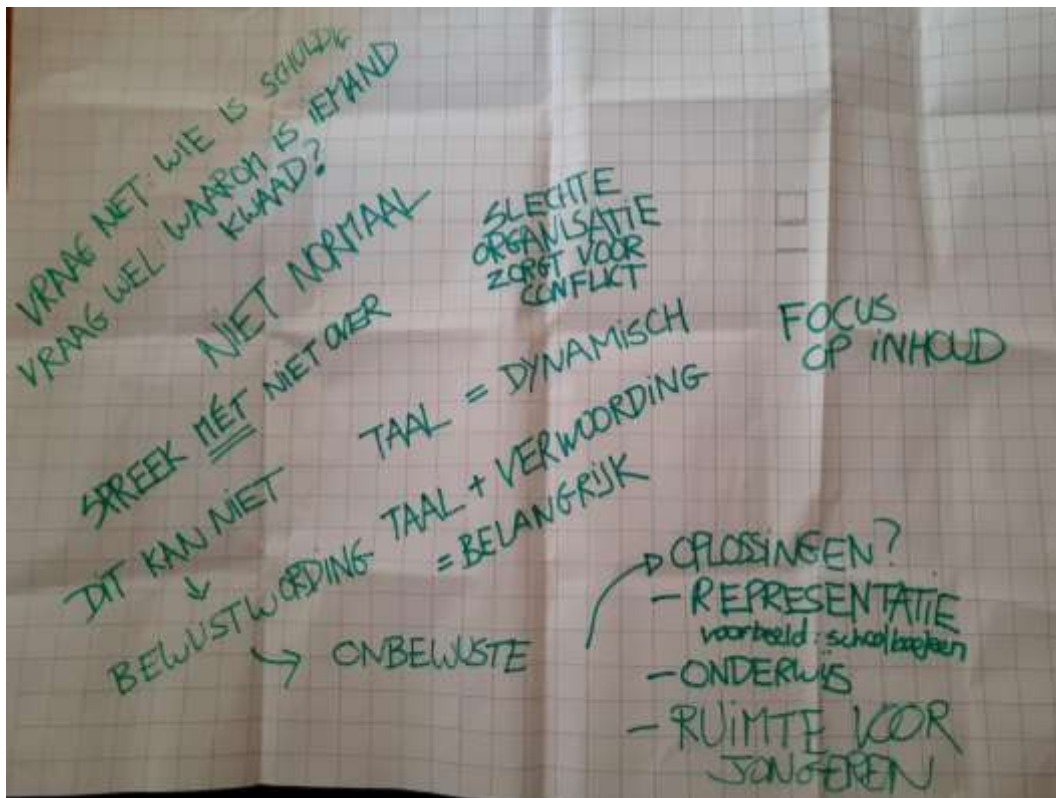 VRAAG NIET: WIE IS SCHULDIG
VRAAG WEL: WAAROM IS IEMAND
KWAAD?
NIET NORMAAL
SLECHTE
ORGANISATIE
ZORGT VOOR
CONFLICT
SPREEK MÉT NIET OVER
TAAL = DYNAMISCH
FOCUS
OP INHOUD
DIT KAN NIET
TAAL + VERWOORDING
= BELANGRIJK
↓
BEWUSTWORDING
→ ONBEWUSTE
→ OPLOSSINGEN?
- REPRESENTATIE
voorbeeld: schoolboeken
- ONDERWIJS
- RUIMTE VOOR
JONGEREN